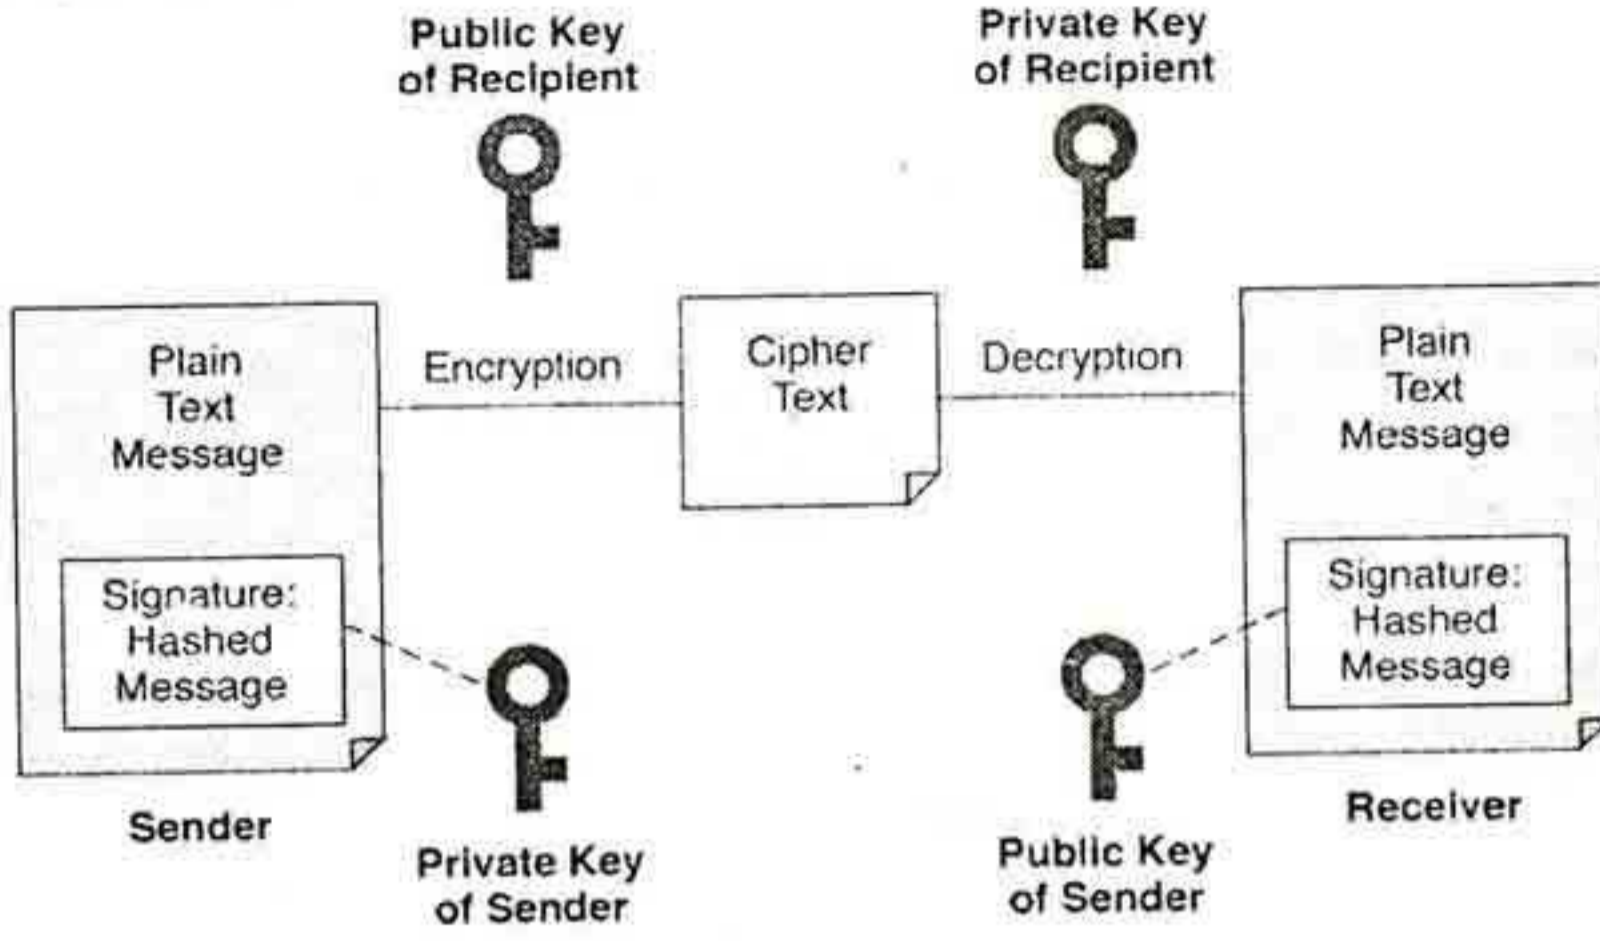 Public Key
of Recipient
Private Key
of Recipient
Plain
Text
Message
Encryption
Cipher
Text
Decryption
Plain
Text
Message
Signature:
Hashed
Message
Signature:
Hashed
Message
Sender
Private Key
of Sender
Public Key
of Sender
Receiver